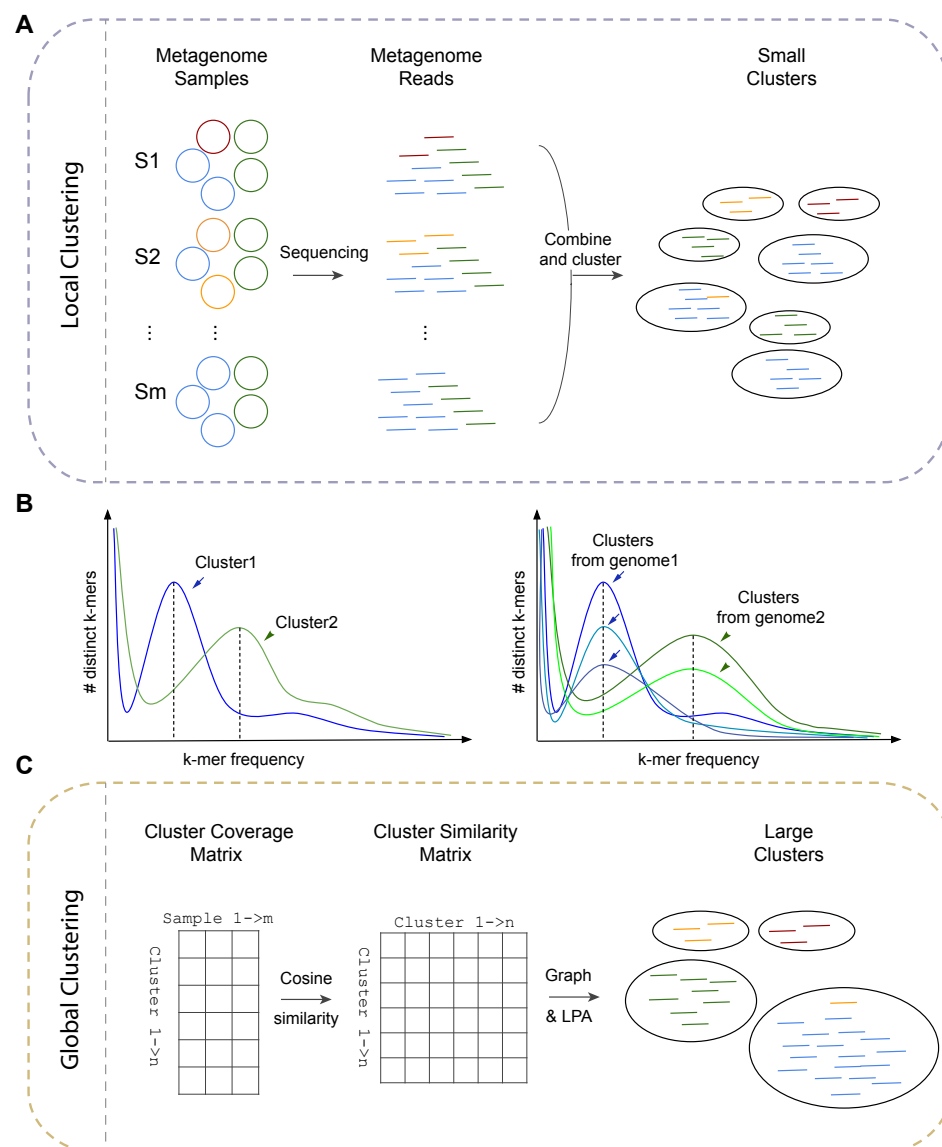 A
Local Clustering
Metagenome
Samples
Metagenome
Reads
Small
Clusters
S1
S2
⋮
⋮
⋮
Sm
Sequencing
Combine
and cluster
B
# distinct k-mers
Cluster1
Cluster2
k-mer frequency
# distinct k-mers
Clusters
from genome1
Clusters
from genome2
k-mer frequency
C
Global Clustering
Cluster Coverage
Matrix
Cluster Similarity
Matrix
Large
Clusters
Sample 1->m
Cluster 1->n
Cosine
similarity
Cluster 1->n
Cluster 1->n
Graph
& LPA